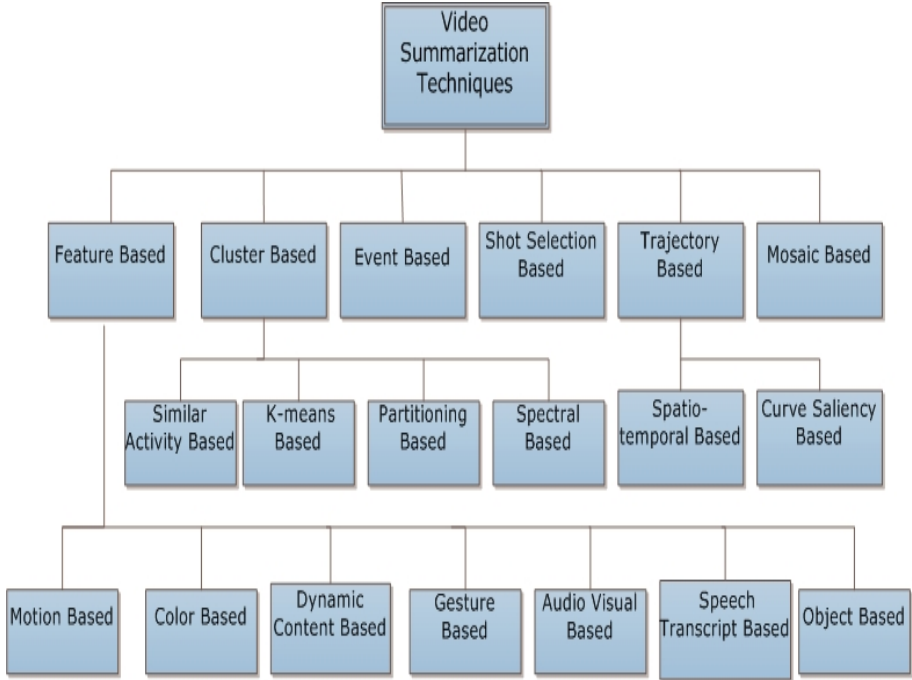 Video
Summarization
Techniques
Feature Based
Cluster Based
Event Based
Shot Selection
Based
Trajectory
Based
Mosaic Based
Similar
Activity Based
K-means
Based
Partitioning
Based
Spectral
Based
Spatio-
temporal Based
Curve Saliency
Based
Motion Based
Color Based
Dynamic
Content Based
Gesture
Based
Audio Visual
Based
Speech
Transcript Based
Object Based